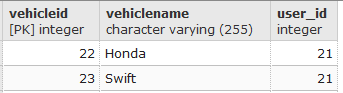 vehicleid vehiclename user_id
[PK] integer character varying (255) integer
22 Honda 21
23 Swift 21